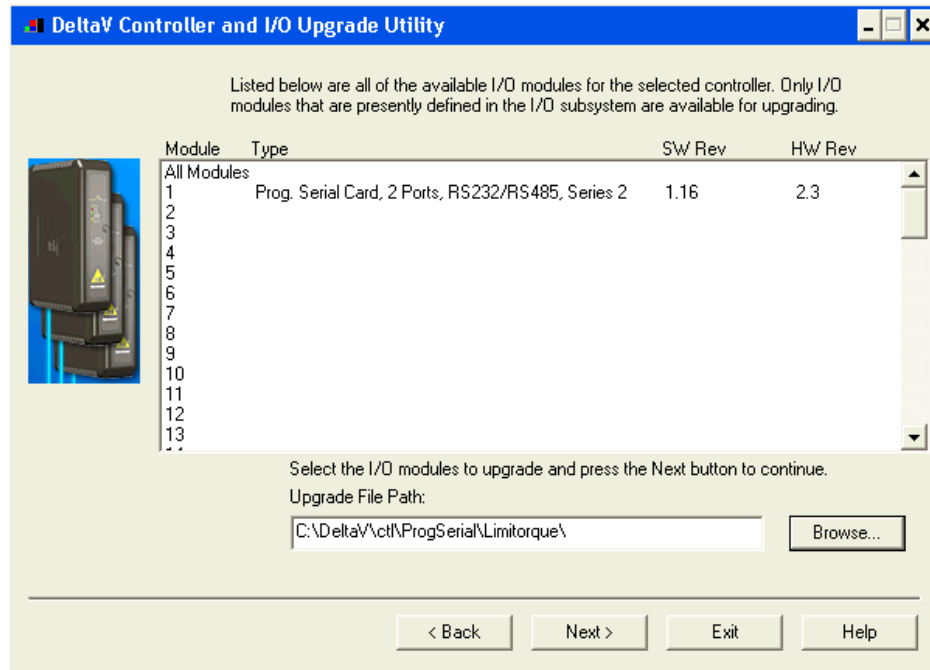 DeltaV Controller and I/O Upgrade Utility
Listed below are all of the available I/O modules for the selected controller. Only I/O
modules that are presently defined in the I/O subsystem are available for upgrading.
Module Type SW Rev HW Rev
All Modules
1 Prog. Serial Card, 2 Ports, RS232/RS485, Series 2 1.16 2.3
2
3
4
5
6
7
8
9
10
11
12
13
Select the I/O modules to upgrade and press the Next button to continue.
Upgrade File Path:
C:\DeltaV\ctl\ProgSerial\Limitorque\
Browse...
< Back Next > Exit Help